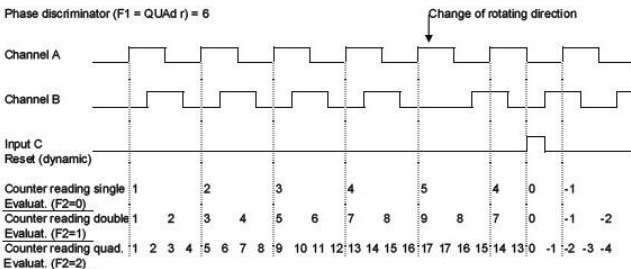 Phase discriminator (F1 = QUAd r) = 6
Change of rotating direction
Channel A
Channel B
Input C
Reset (dynamic)
Counter reading single 1 2 3 4 5 4 0 -1
Evaluat. (F2=0)
Counter reading double 1 2 3 4 5 6 7 8 9 8 7 0 -1 -2
Evaluat. (F2=1)
Counter reading quad. 1 2 3 4 5 6 7 8 9 10 11 12 13 14 15 16 17 17 16 15 14 13 0 -1 -2 -3 -4
Evaluat. (F2=2)